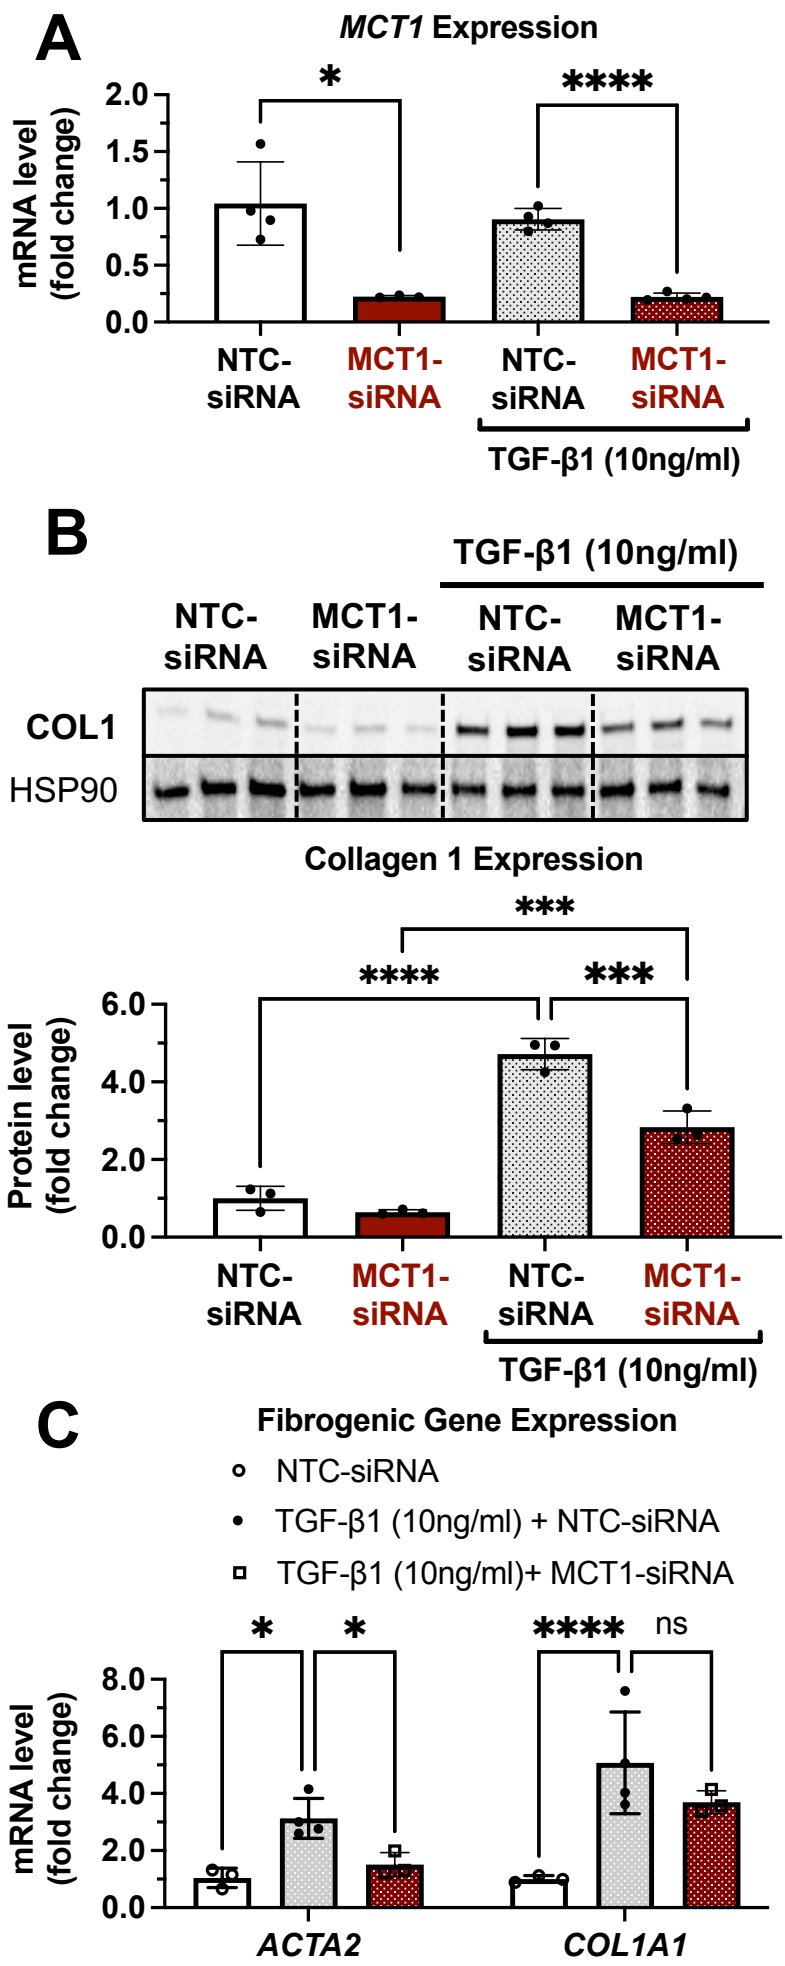 A
MCT1 Expression
*
****
mRNA level
(fold change)
2.0
1.5
1.0
0.5
0.0
NTC-
siRNA
MCT1-
siRNA
NTC-
siRNA
MCT1-
siRNA
TGF-β1 (10ng/ml)
B
TGF-β1 (10ng/ml)
NTC-
siRNA
MCT1-
siRNA
NTC-
siRNA
MCT1-
siRNA
COL1
HSP90
Collagen 1 Expression
***
****
***
Protein level
(fold change)
6.0
4.0
2.0
0.0
NTC-
siRNA
MCT1-
siRNA
NTC-
siRNA
MCT1-
siRNA
TGF-β1 (10ng/ml)
C
Fibrogenic Gene Expression
NTC-siRNA
TGF-β1 (10ng/ml) + NTC-siRNA
TGF-β1 (10ng/ml)+ MCT1-siRNA
*
*
****
ns
mRNA level
(fold change)
8.0
6.0
4.0
2.0
0.0
ACTA2
COL1A1